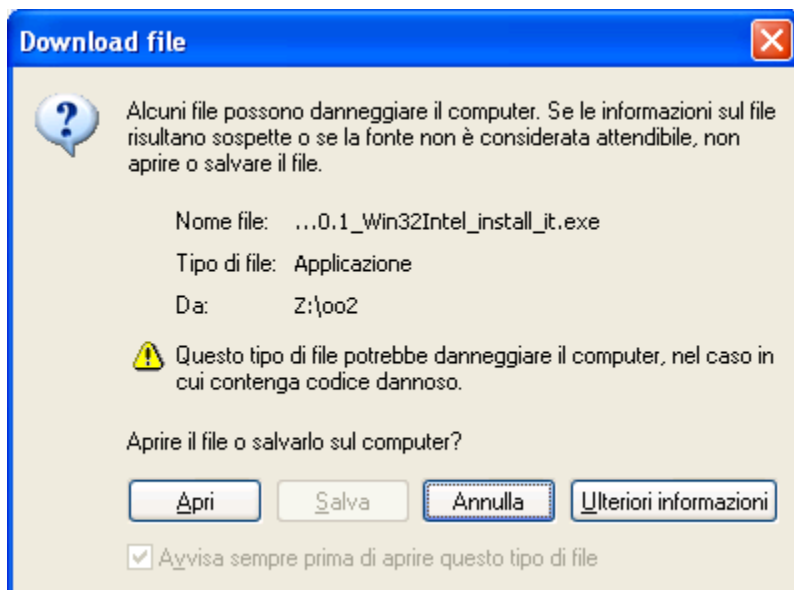 Download file
Alcuni file possono danneggiare il computer. Se le informazioni sul file
risultano sospette o se la fonte non è considerata attendibile, non
aprire o salvare il file.
Nome file: ...0.1_Win32Intel_install_it.exe
Tipo di file: Applicazione
Da: Z:\oo2
Questo tipo di file potrebbe danneggiare il computer, nel caso in
cui contenga codice dannoso.
Aprire il file o salvarlo sul computer?
Apri Salva Annulla Ulteriori informazioni
Avvisa sempre prima di aprire questo tipo di file